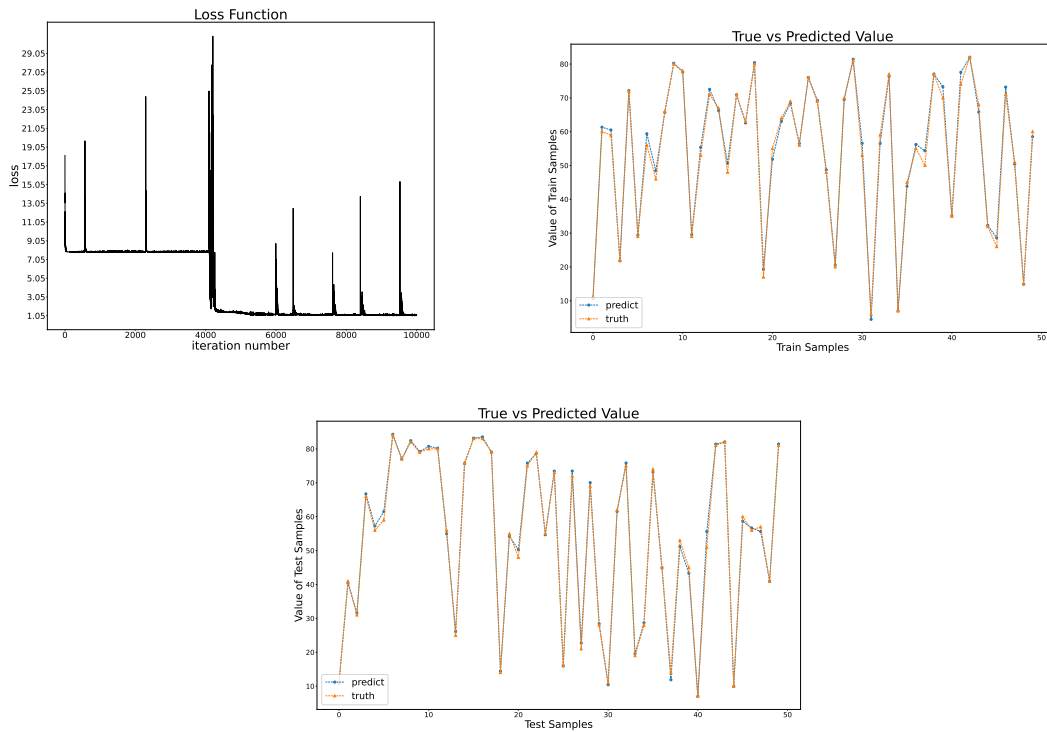 Loss Function
29.05
27.05
25.05
23.05
21.05
19.05
17.05
15.05
13.05
11.05
9.05
7.05
5.05
3.05
1.05
loss
0 2000 4000 6000 8000 10000
iteration number
True vs Predicted Value
80
70
60
50
40
30
20
10
Value of Train Samples
predict
truth
0 10 20 30 40 50
Train Samples
True vs Predicted Value
80
70
60
50
40
30
20
10
Value of Test Samples
predict
truth
0 10 20 30 40 50
Test Samples